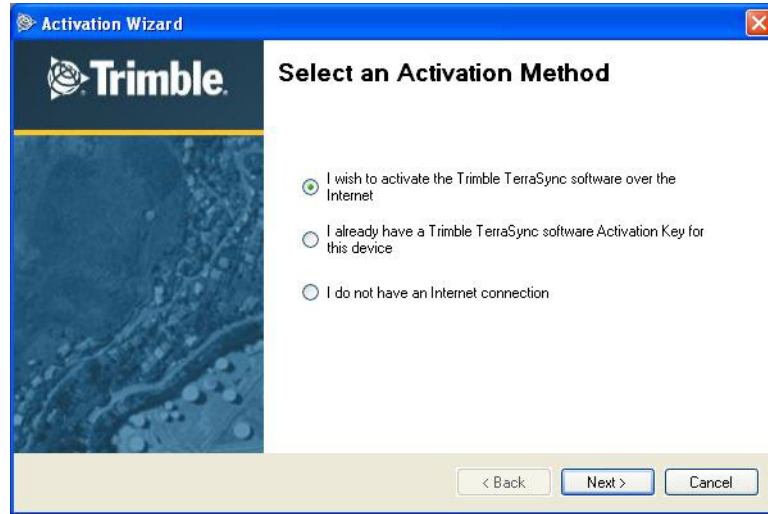 Activation Wizard
Trimble.
Select an Activation Method
I wish to activate the Trimble TerraSync software over the
Internet
I already have a Trimble TerraSync software Activation Key for
this device
I do not have an Internet connection
< Back
Next >
Cancel